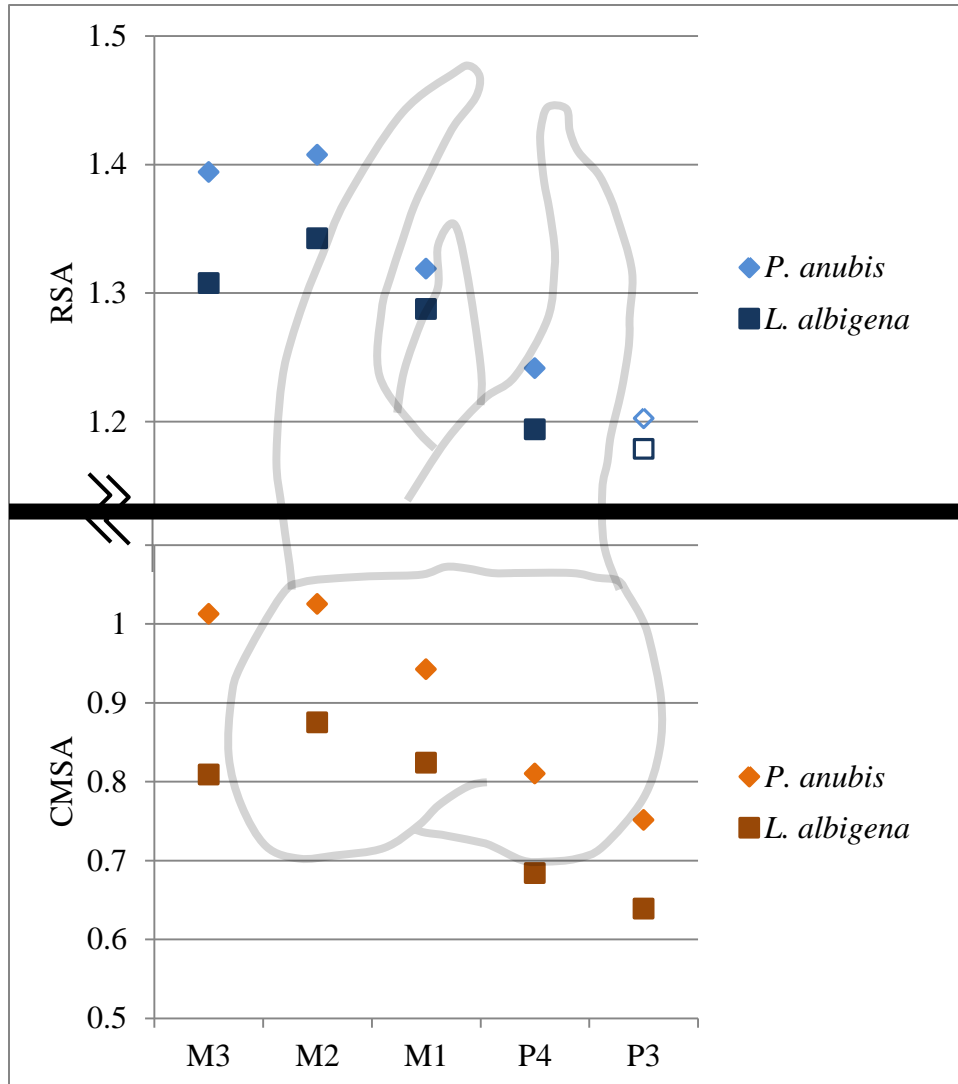 1.5
1.4
1.3
1.2
RSA
P. anubis
L. albigena
1
0.9
0.8
0.7
0.6
0.5
CMSA
P. anubis
L. albigena
M3 M2 M1 P4 P3